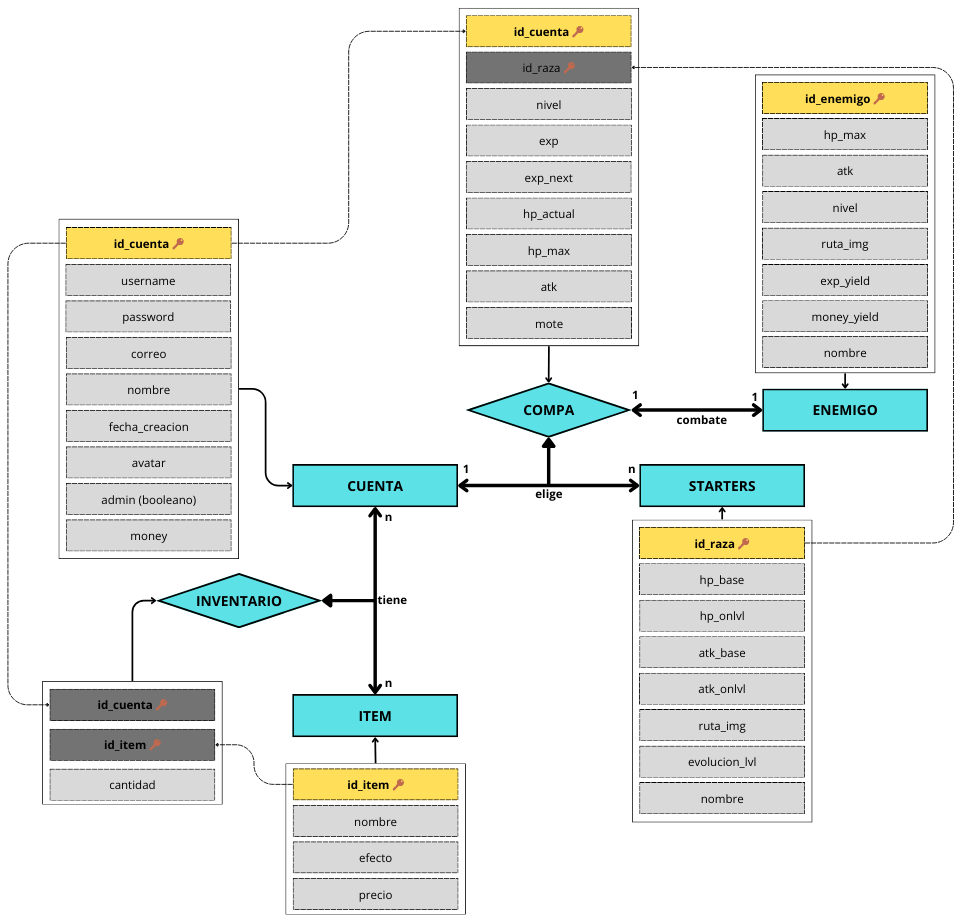 id_cuenta
id_raza
nivel
exp
exp_next
hp_actual
hp_max
atk
mote
id_enemigo
hp_max
atk
nivel
ruta_img
exp_yield
money_yield
nombre
id_cuenta
username
password
correo
nombre
fecha_creacion
avatar
admin (booleano)
money
COMPA
1
1
combate
ENEMIGO
CUENTA
1
n
elige
STARTERS
n
tiene
n
INVENTARIO
ITEM
id_raza
hp_base
hp_onlvl
atk_base
atk_onlvl
ruta_img
evolucion_lvl
nombre
id_cuenta
id_item
cantidad
id_item
nombre
efecto
precio